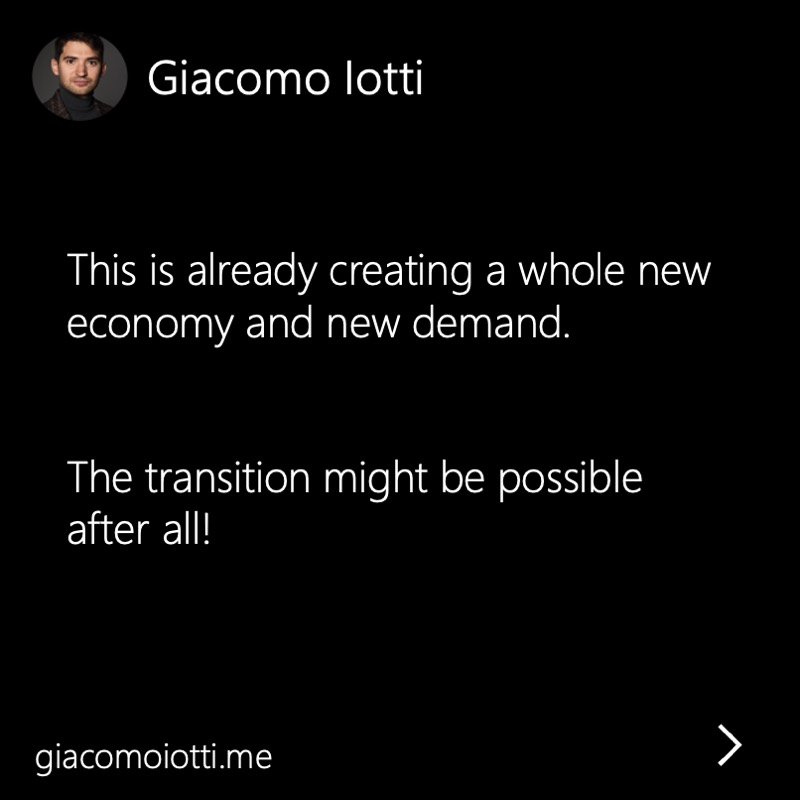 Giacomo Iotti
This is already creating a whole new
economy and new demand.
The transition might be possible
after all!
giacomoiotti.me